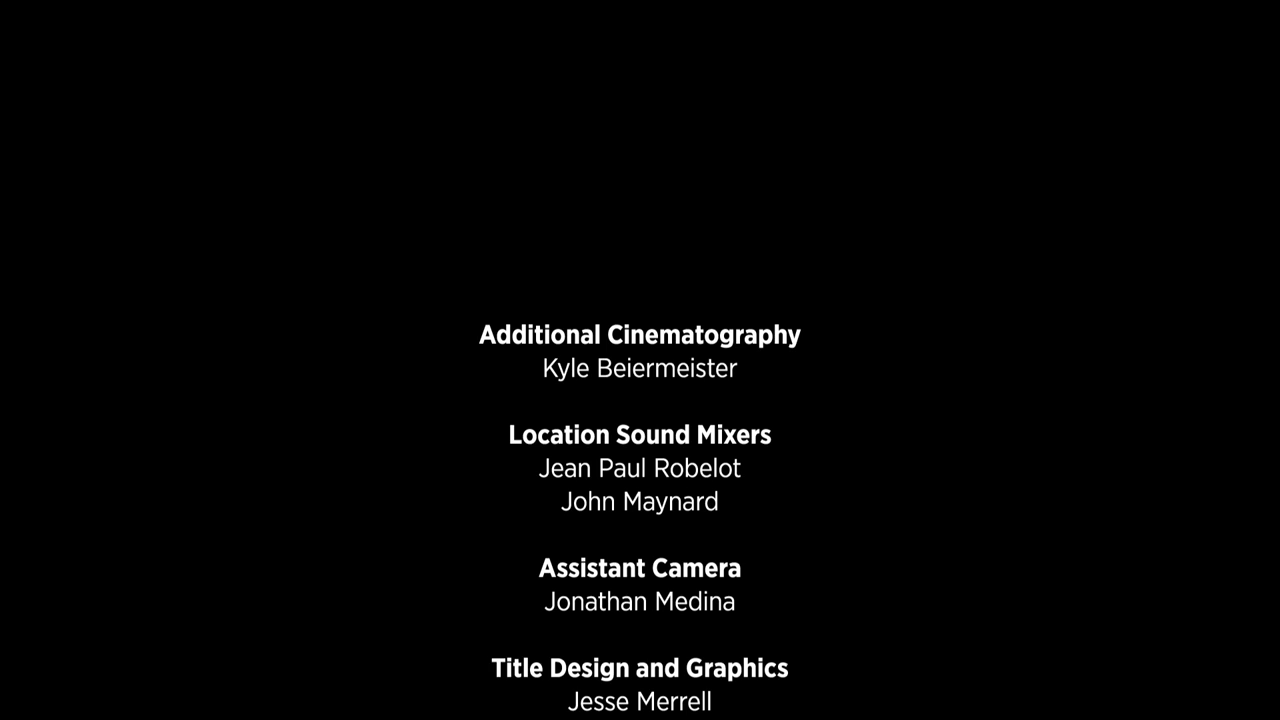 Additional Cinematography
Kyle Beiermeister
Location Sound Mixers
Jean Paul Robelot
John Maynard
Assistant Camera
Jonathan Medina
Title Design and Graphics
Jesse Merrell